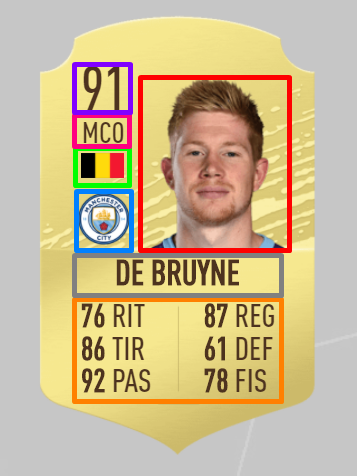 91
MCO
MANCHESTER
CITY
DE BRUYNE
76 RIT 87 REG
86 TIR 61 DEF
92 PAS 78 FIS